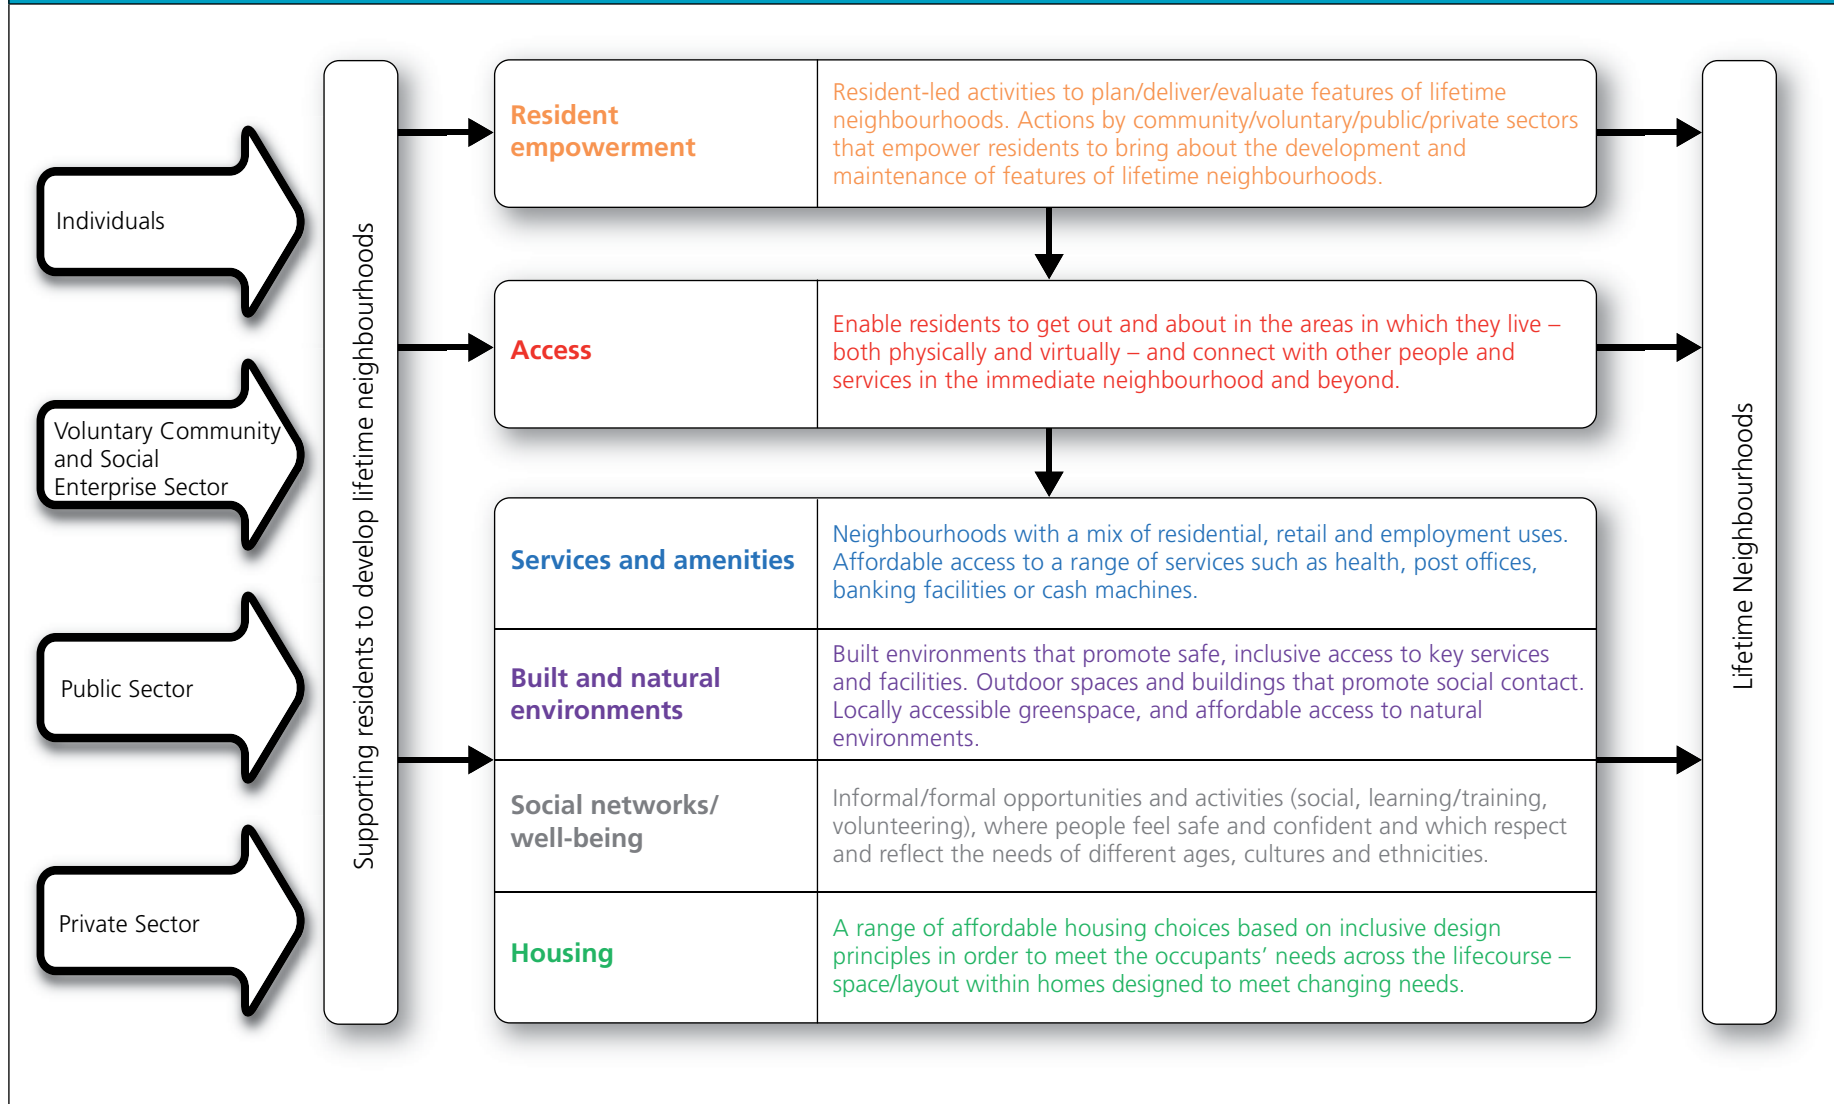 Individuals
Voluntary Community
and Social
Enterprise Sector
Public Sector
Private Sector
Supporting residents to develop lifetime neighbourhoods
Resident
empowerment
Resident-led activities to plan/deliver/evaluate features of lifetime
neighbourhoods. Actions by community/voluntary/public/private sectors
that empower residents to bring about the development and
maintenance of features of lifetime neighbourhoods.
Access
Enable residents to get out and about in the areas in which they live –
both physically and virtually – and connect with other people and
services in the immediate neighbourhood and beyond.
Services and amenities
Neighbourhoods with a mix of residential, retail and employment uses.
Affordable access to a range of services such as health, post offices,
banking facilities or cash machines.
Built and natural
environments
Built environments that promote safe, inclusive access to key services
and facilities. Outdoor spaces and buildings that promote social contact.
Locally accessible greenspace, and affordable access to natural
environments.
Social networks/
well-being
Informal/formal opportunities and activities (social, learning/training,
volunteering), where people feel safe and confident and which respect
and reflect the needs of different ages, cultures and ethnicities.
Housing
A range of affordable housing choices based on inclusive design
principles in order to meet the occupants’ needs across the lifecourse –
space/layout within homes designed to meet changing needs.
Lifetime Neighbourhoods